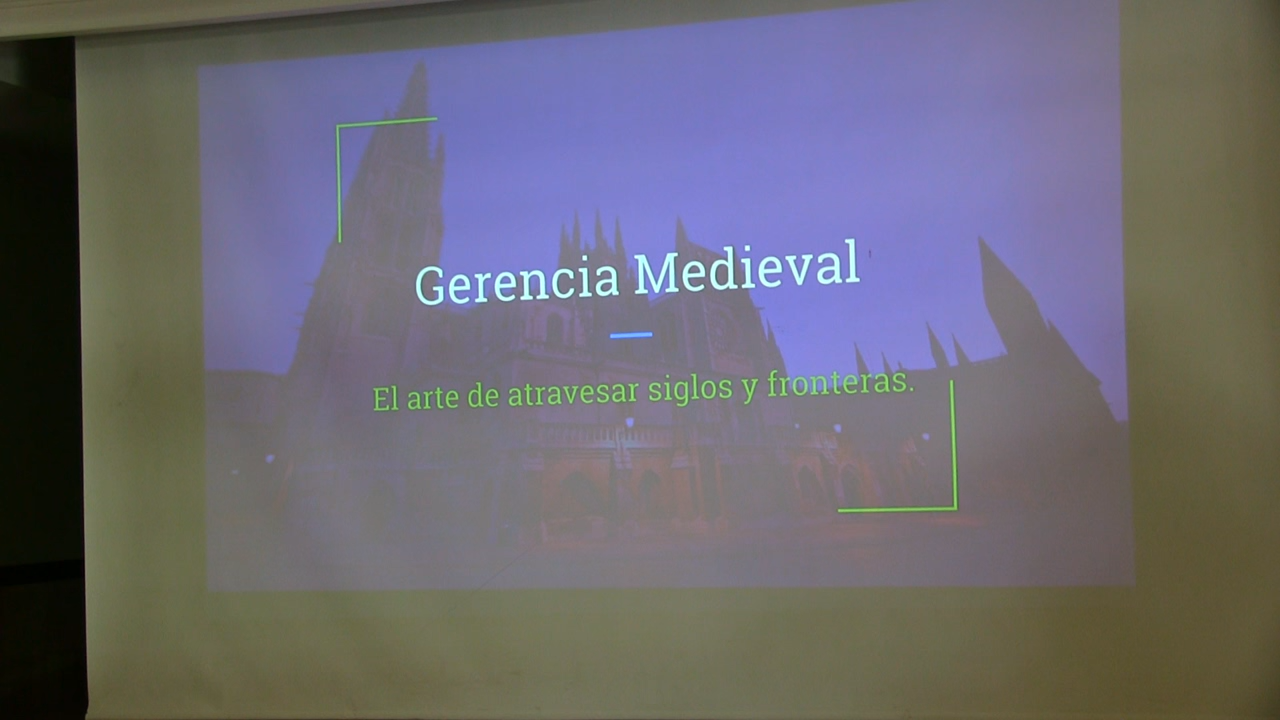 Gerencia Medieval
El arte de atravesar siglos y fronteras.